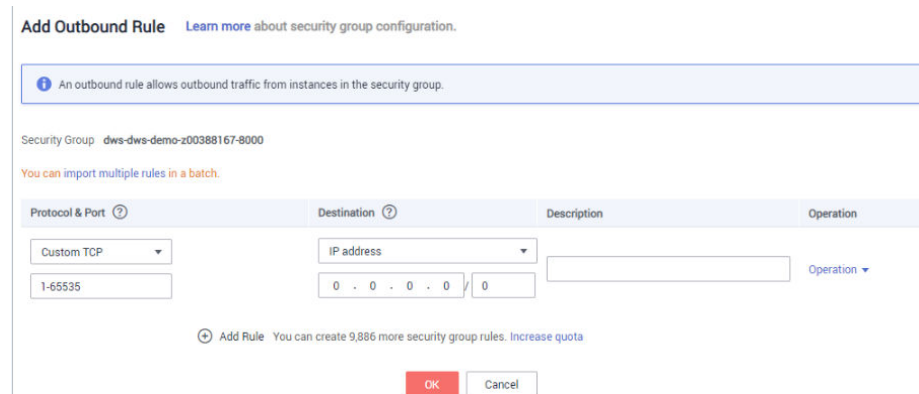 Add Outbound Rule Learn more about security group configuration.
An outbound rule allows outbound traffic from instances in the security group.
Security Group dws-dws-demo-z00388167-8000
You can import multiple rules in a batch.
Protocol & Port Destination Description Operation
Custom TCP IP address
Operation
1-65535 0 . 0 . 0 . 0 / 0
Add Rule You can create 9,886 more security group rules. Increase quota
OK Cancel